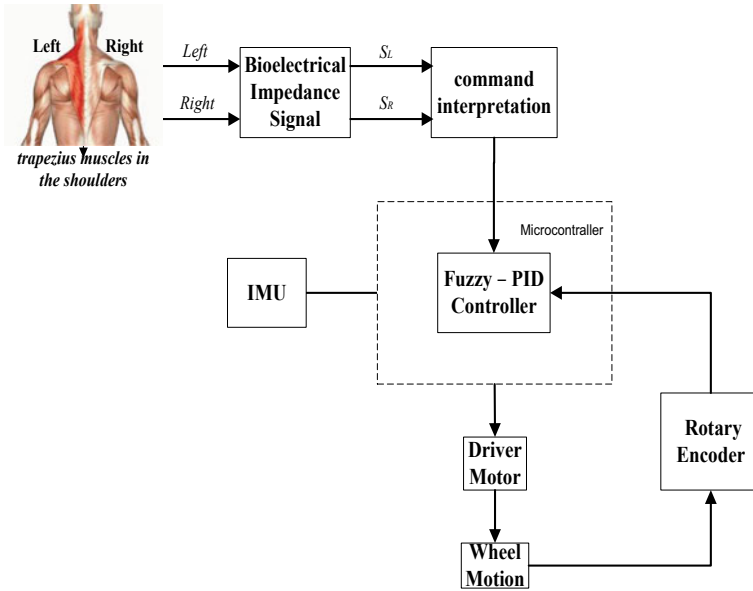 Left
Right
trapezius muscles in
the shoulders
Left
Right
Bioelectrical
Impedance
Signal
SL
SR
command
interpretation
Microcontraller
IMU
Fuzzy – PID
Controller
Rotary
Encoder
Driver
Motor
Wheel
Motion